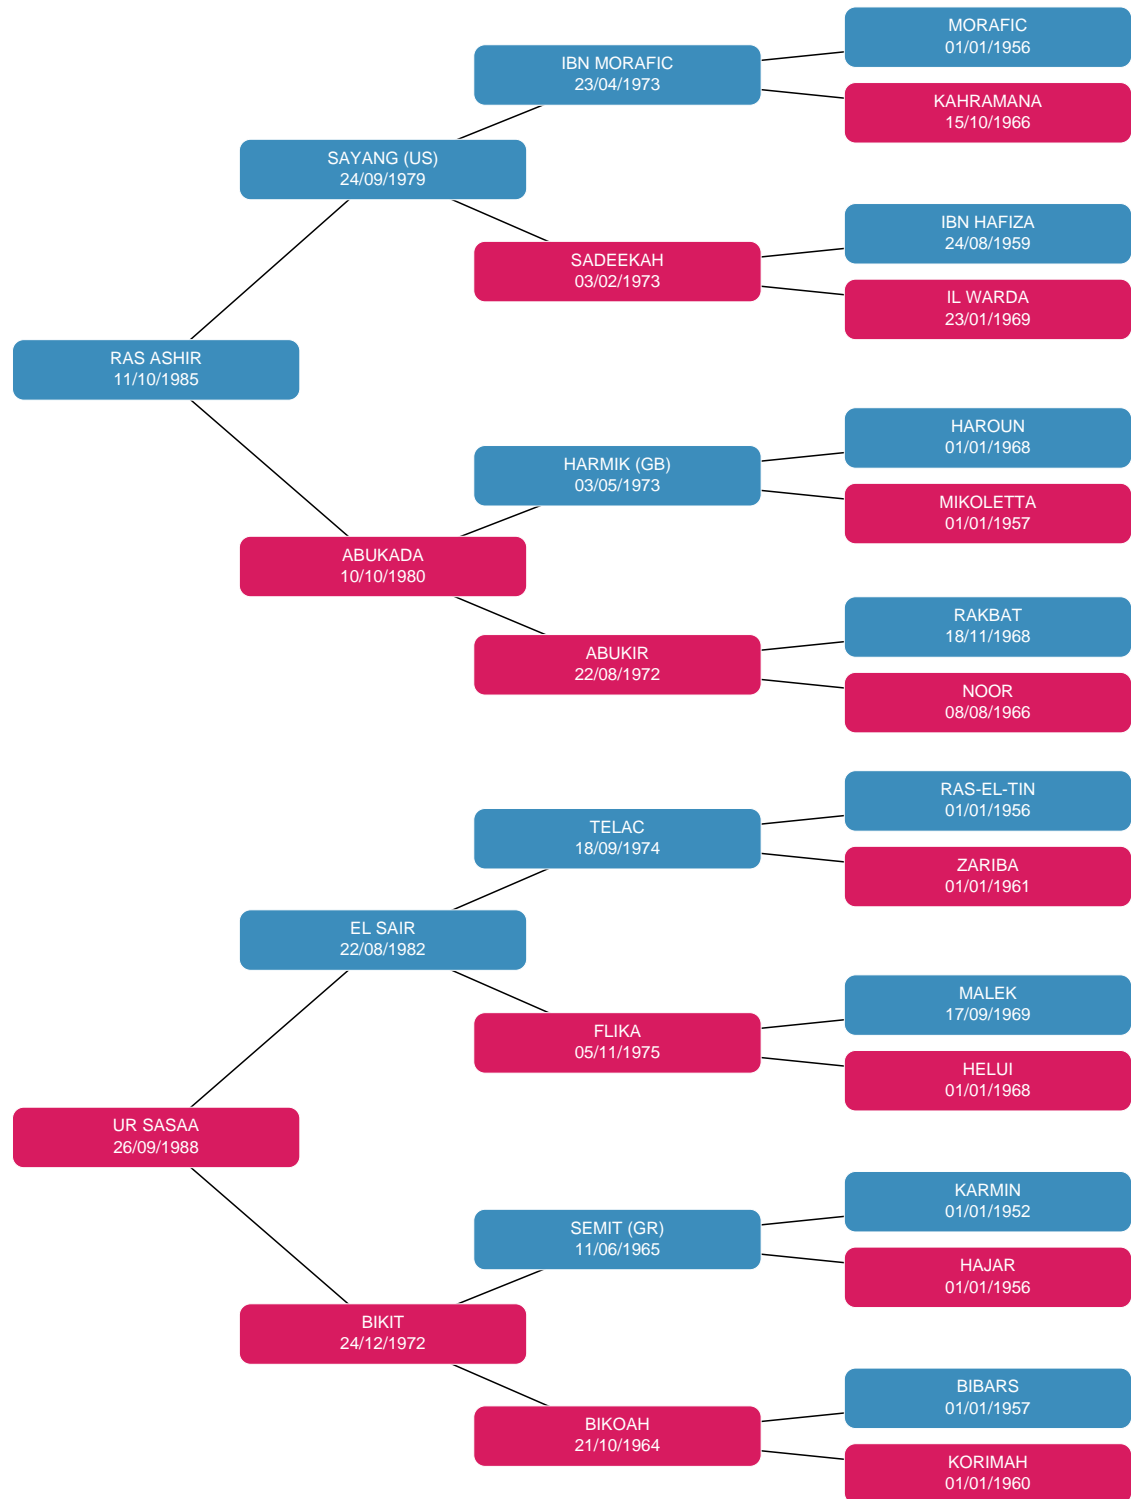 MORAFIC
01/01/1956
IBN MORAFIC
23/04/1973
KAHRAMANA
15/10/1966
SAYANG (US)
24/09/1979
IBN HAFIZA
24/08/1959
SADEEKAH
03/02/1973
IL WARDA
23/01/1969
RAS ASHIR
11/10/1985
HAROUN
01/01/1968
HARMIK (GB)
03/05/1973
MIKOLETTA
01/01/1957
ABUKADA
10/10/1980
RAKBAT
18/11/1968
ABUKIR
22/08/1972
NOOR
08/08/1966
RAS-EL-TIN
01/01/1956
TELAC
18/09/1974
ZARIBA
01/01/1961
EL SAIR
22/08/1982
MALEK
17/09/1969
FLIKA
05/11/1975
HELUI
01/01/1968
UR SASAA
26/09/1988
KARMIN
01/01/1952
SEMIT (GR)
11/06/1965
HAJAR
01/01/1956
BIKIT
24/12/1972
BIBARS
01/01/1957
BIKOAH
21/10/1964
KORIMAH
01/01/1960